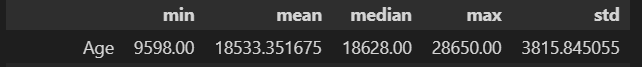 min mean median max std
Age 9598.00 18533.351675 18628.00 28650.00 3815.845055